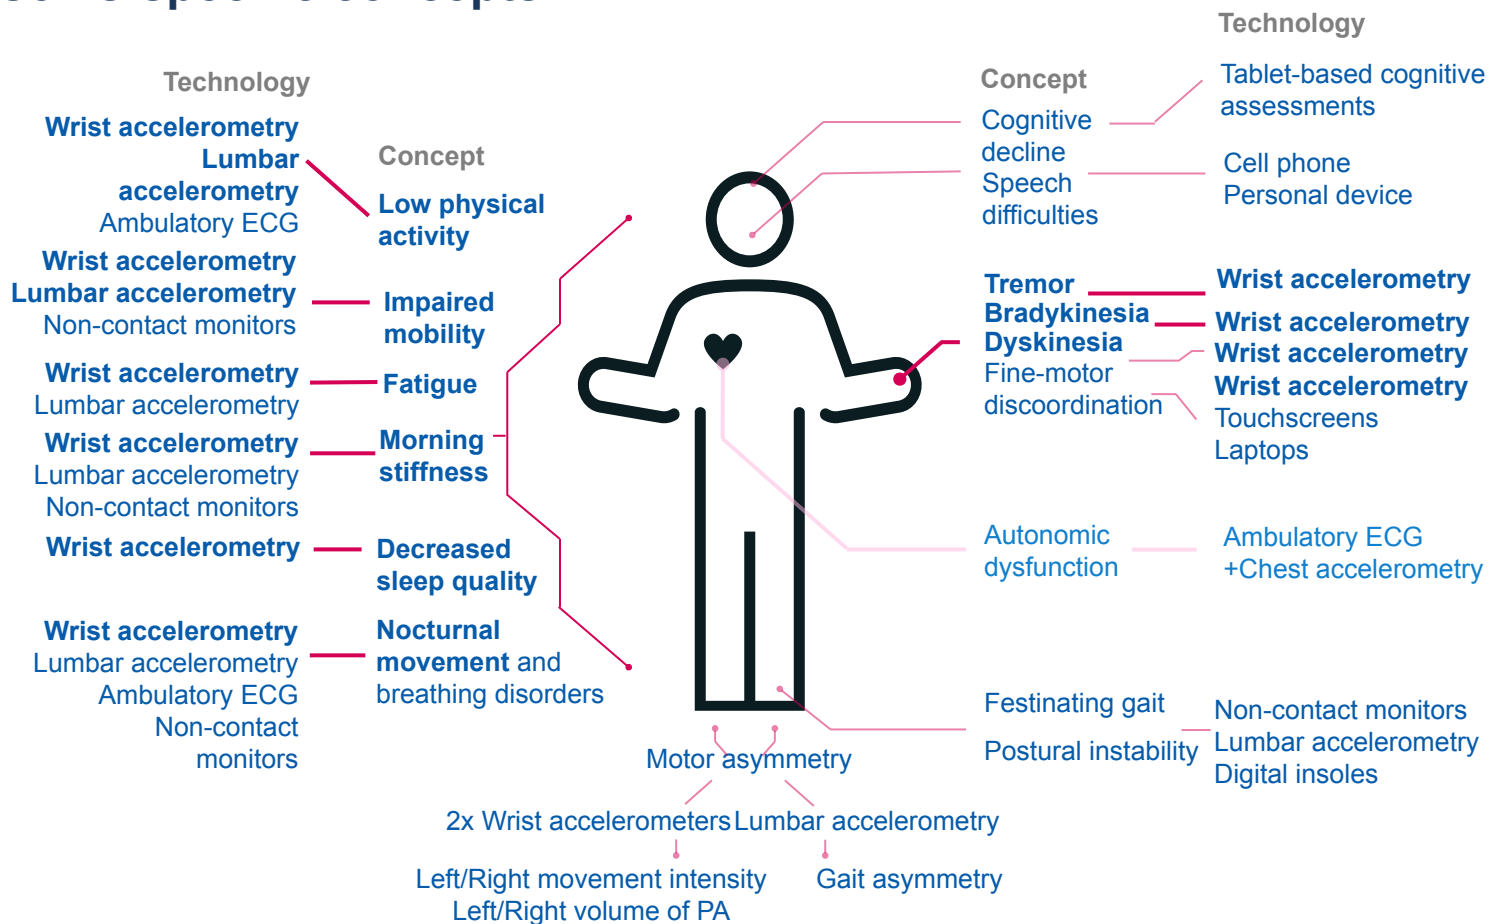 Technology
Wrist accelerometry
Lumbar
accelerometry
Ambulatory ECG
Concept
Low physical
activity
Wrist accelerometry
Lumbar accelerometry
Non-contact monitors
Impaired
mobility
Wrist accelerometry
Lumbar accelerometry
Fatigue
Wrist accelerometry
Lumbar accelerometry
Non-contact monitors
Morning
stiffness
Wrist accelerometry
Decreased
sleep quality
Wrist accelerometry
Lumbar accelerometry
Ambulatory ECG
Non-contact
monitors
Nocturnal
movement and
breathing disorders
Motor asymmetry
2x Wrist accelerometers
Lumbar accelerometry
Left/Right movement intensity
Left/Right volume of PA
Gait asymmetry
Concept
Technology
Cognitive
decline
Tablet-based cognitive
assessments
Speech
difficulties
Cell phone
Personal device
Tremor
Wrist accelerometry
Bradykinesia
Wrist accelerometry
Dyskinesia
Wrist accelerometry
Fine-motor
discoordination
Wrist accelerometry
Touchscreens
Laptops
Autonomic
dysfunction
Ambulatory ECG
+Chest accelerometry
Festinating gait
Postural instability
Non-contact monitors
Lumbar accelerometry
Digital insoles